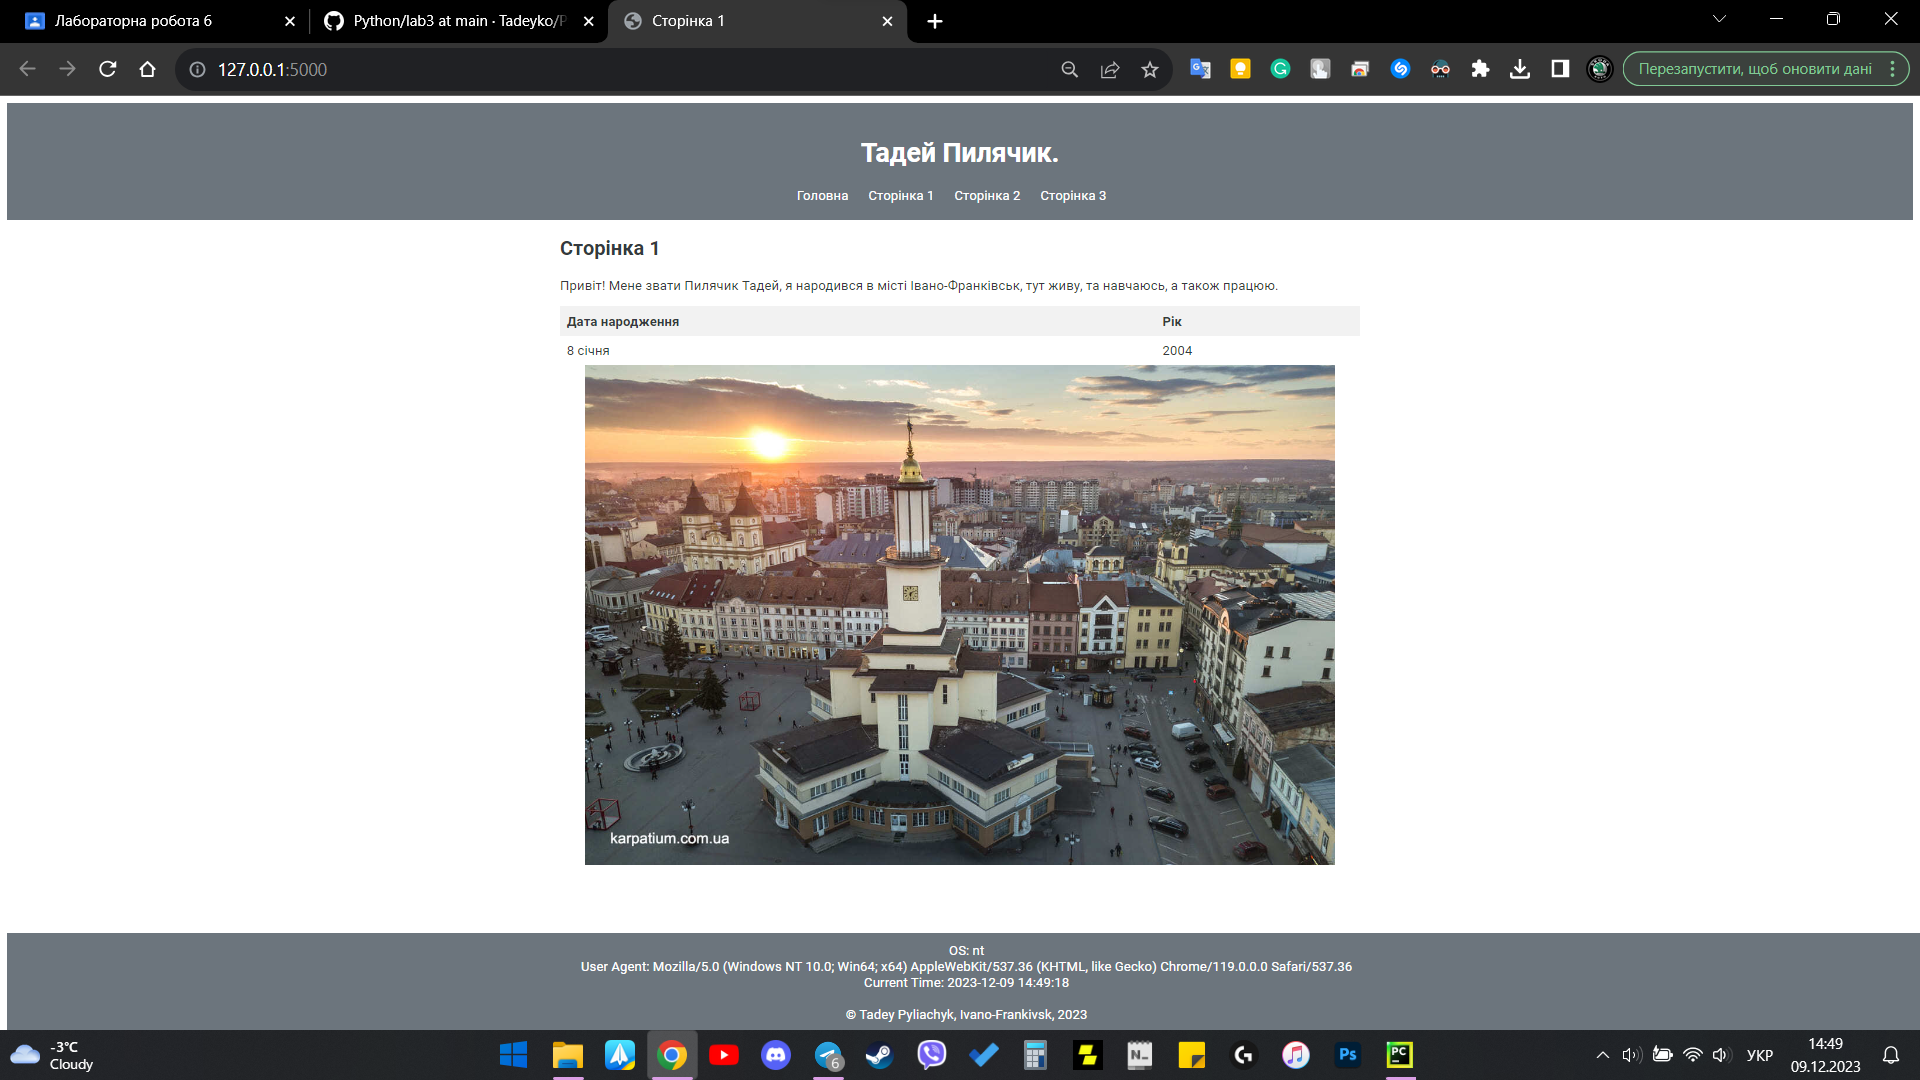 Лабораторна робота 6
Python/lab3 at main · Tadeyko/P
Сторінка 1
127.0.0.1:5000
Перезапустити, щоб оновити дані
Тадей Пилячик.
Головна Сторінка 1 Сторінка 2 Сторінка 3
Сторінка 1
Привіт! Мене звати Пилячик Тадей, я народився в місті Івано-Франківськ, тут живу, та навчаюсь, а також працюю.
Дата народження Рік
8 січня 2004
karpatium.com.ua
OS: nt
User Agent: Mozilla/5.0 (Windows NT 10.0; Win64; x64) AppleWebKit/537.36 (KHTML, like Gecko) Chrome/119.0.0.0 Safari/537.36
Current Time: 2023-12-09 14:49:18
© Tadey Pyliachyk, Ivano-Frankivsk, 2023
-3°C
Cloudy
6
N
Ps
PC
УКР
14:49
09.12.2023